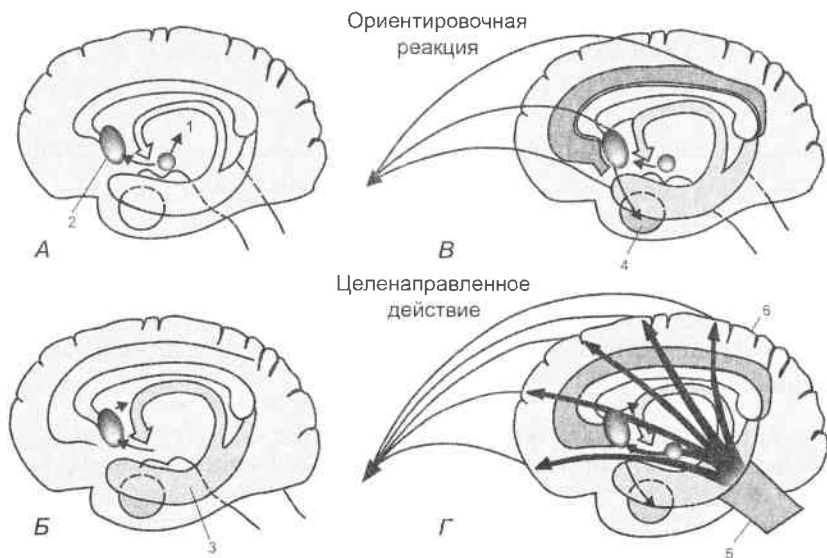 Ориентировочная
реакция
1
2
А
4
В
Целенаправленное
действие
6
3
Б
5
Г